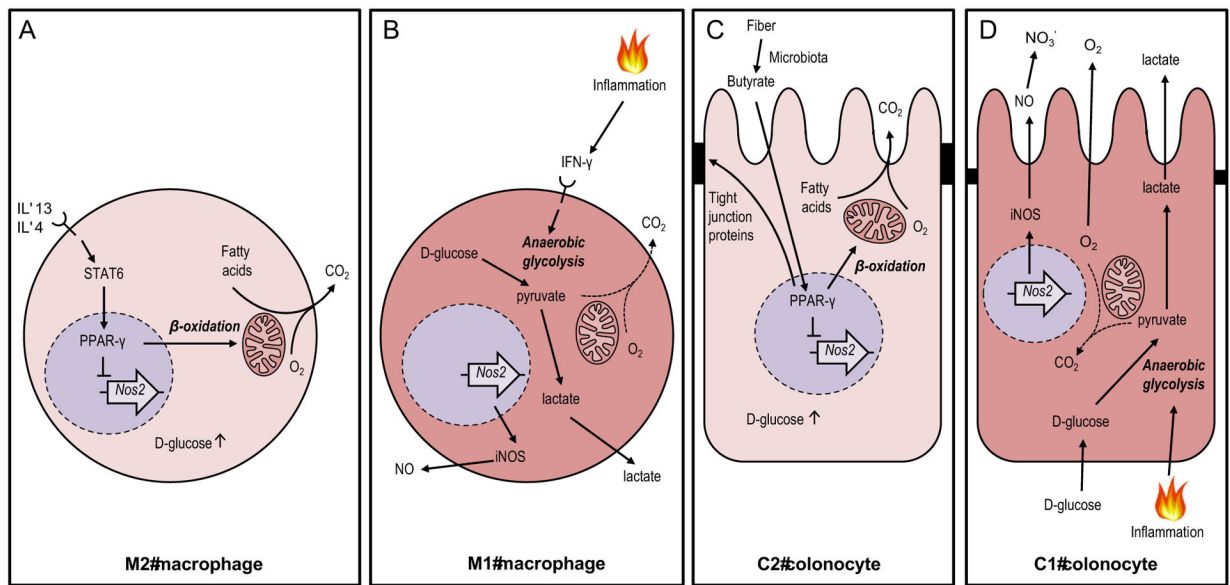 A
IL' 13
IL' 4
STAT6
PPAR-γ
Nos2
β-oxidation
Fatty
acids
CO2
O2
D-glucose ↑
M2#macrophage
B
Inflammation
IFN-γ
Anaerobic
glycolysis
D-glucose
pyruvate
CO2
O2
Nos2
lactate
iNOS
NO
lactate
M1#macrophage
C
Fiber
Microbiota
Butyrate
CO2
Fatty
acids
Tight
junction
proteins
O2
β-oxidation
PPAR-γ
Nos2
D-glucose ↑
C2#colonocyte
D
NO3'
O2
lactate
NO
lactate
iNOS
O2
Nos2
pyruvate
CO2
Anaerobic
glycolysis
D-glucose
D-glucose
Inflammation
C1#colonocyte